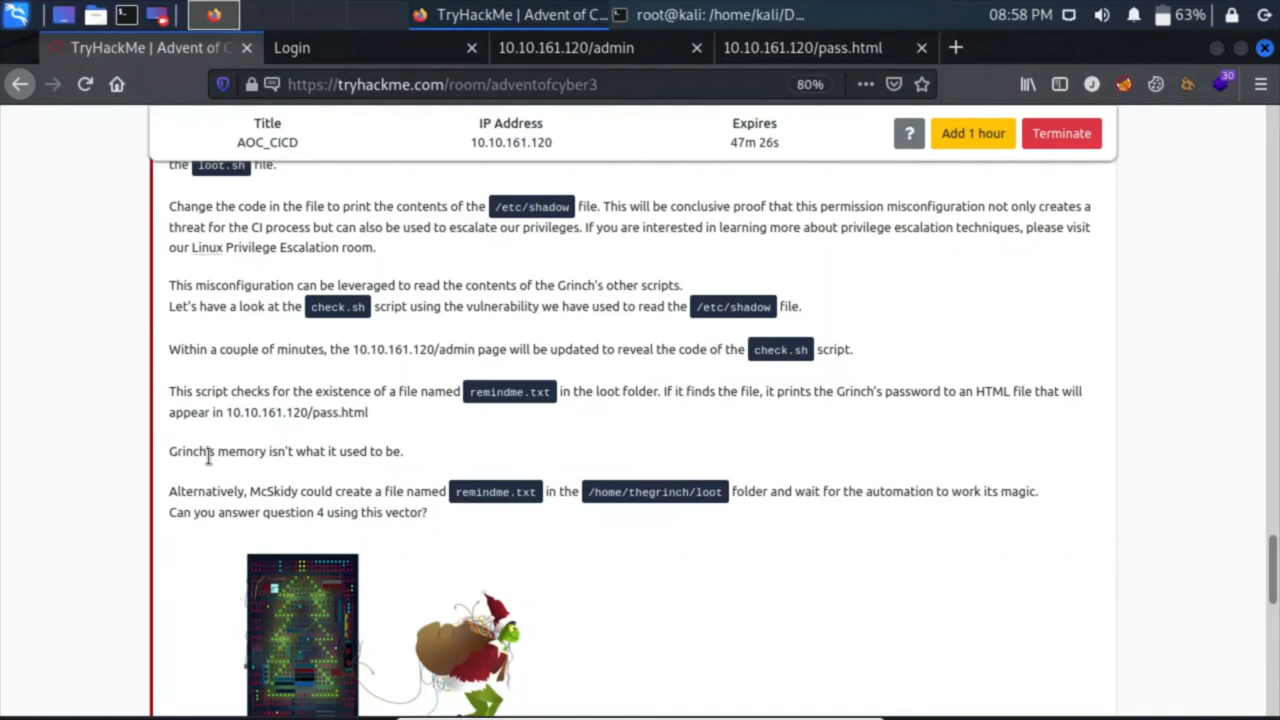 TryHackMe | Advent of C...
root@kali: /home/kali/D...
08:58 PM
63%
TryHackMe | Advent of C
Login
10.10.161.120/admin
10.10.161.120/pass.html
https://tryhackme.com/room/adventofcyber3
80%
30
Title
IP Address
Expires
AOC_CICD
10.10.161.120
47m 26s
?
Add 1 hour
Terminate
the loot.sh file.
Change the code in the file to print the contents of the /etc/shadow file. This will be conclusive proof that this permission misconfiguration not only creates a
threat for the CI process but can also be used to escalate our privileges. If you are interested in learning more about privilege escalation techniques, please visit
our Linux Privilege Escalation room.
This misconfiguration can be leveraged to read the contents of the Grinch's other scripts.
Let's have a look at the check.sh script using the vulnerability we have used to read the /etc/shadow file.
Within a couple of minutes, the 10.10.161.120/admin page will be updated to reveal the code of the check.sh script.
This script checks for the existence of a file named remindme.txt in the loot folder. If it finds the file, it prints the Grinch's password to an HTML file that will
appear in 10.10.161.120/pass.html
Grinch's memory isn't what it used to be.
Alternatively, McSkidy could create a file named remindme.txt in the /home/thegrinch/loot folder and wait for the automation to work its magic.
Can you answer question 4 using this vector?